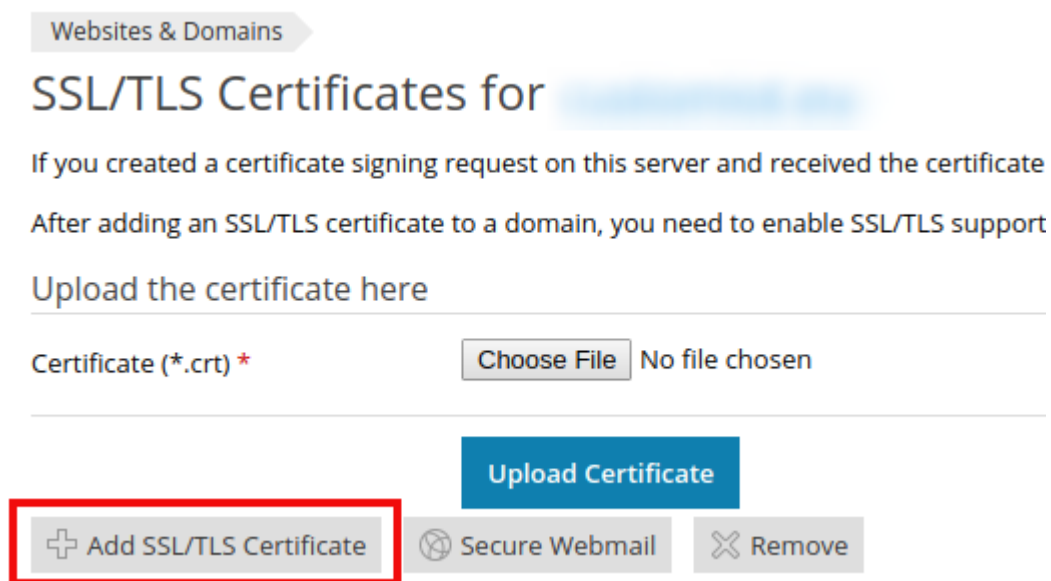 Websites & Domains
SSL/TLS Certificates for
If you created a certificate signing request on this server and received the certificate
After adding an SSL/TLS certificate to a domain, you need to enable SSL/TLS support
Upload the certificate here
Certificate (*.crt) *
Choose File No file chosen
Upload Certificate
Add SSL/TLS Certificate Secure Webmail Remove